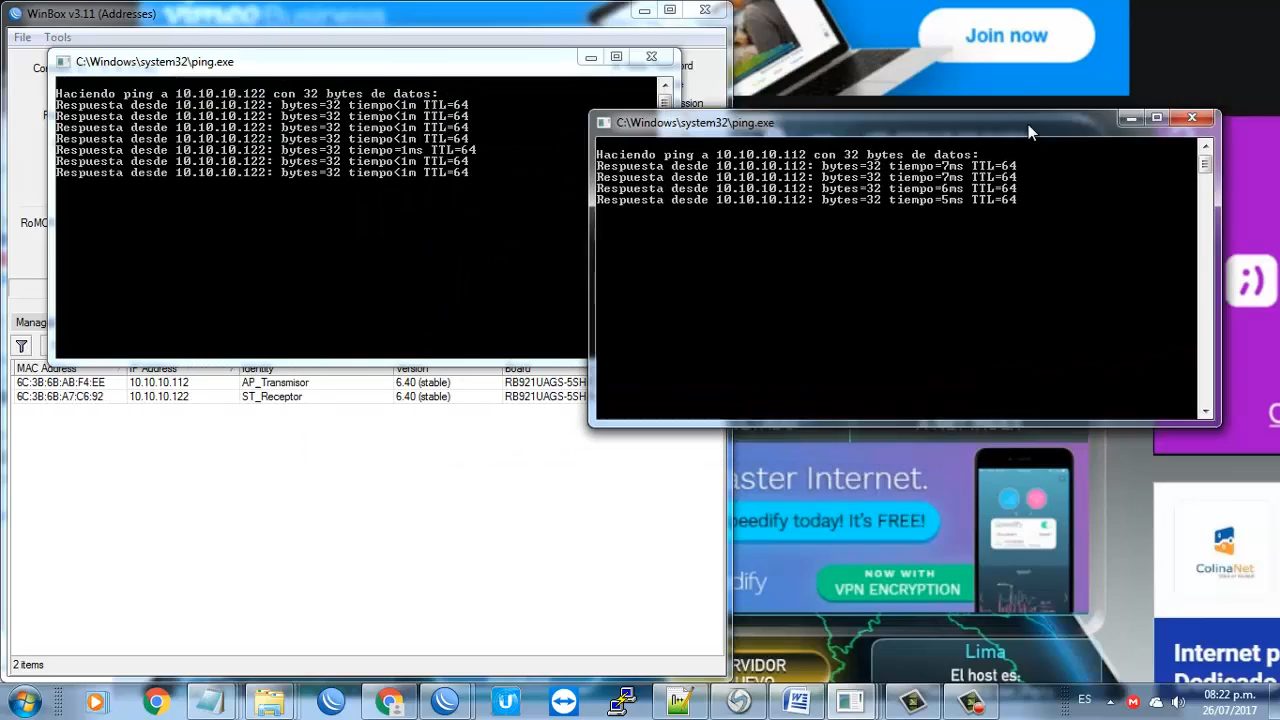 WinBox v3.11 (Addresses)
File Tools
C:\Windows\system32\ping.exe
Haciendo ping a 10.10.10.122 con 32 bytes de datos:
Respuesta desde 10.10.10.122: bytes=32 tiempo<1m TTL=64
Respuesta desde 10.10.10.122: bytes=32 tiempo<1m TTL=64
Respuesta desde 10.10.10.122: bytes=32 tiempo<1m TTL=64
Respuesta desde 10.10.10.122: bytes=32 tiempo<1m TTL=64
Respuesta desde 10.10.10.122: bytes=32 tiempo=1ms TTL=64
Respuesta desde 10.10.10.122: bytes=32 tiempo<1m TTL=64
Respuesta desde 10.10.10.122: bytes=32 tiempo<1m TTL=64
C:\Windows\system32\ping.exe
Haciendo ping a 10.10.10.112 con 32 bytes de datos:
Respuesta desde 10.10.10.112: bytes=32 tiempo=7ms TTL=64
Respuesta desde 10.10.10.112: bytes=32 tiempo=7ms TTL=64
Respuesta desde 10.10.10.112: bytes=32 tiempo=6ms TTL=64
Respuesta desde 10.10.10.112: bytes=32 tiempo=5ms TTL=64
RoMO
Manag
MAC Address IP Address Identity Version Board
6C:3B:6B:AB:F4:EE 10.10.10.112 AP_Transmisor 6.40 (stable) RB921UAGS-5SH
6C:3B:6B:A7:C6:92 10.10.10.122 ST_Receptor 6.40 (stable) RB921UAGS-5SH
2 items
Join now
;)
aster Internet.
peedify today! It's FREE!
dify
NOW WITH
VPN ENCRYPTION
ColinaNet
RVIDOR
Lima
El host es:
Internet p
Dedicado
ES
08:22 p.m.
26/07/2017